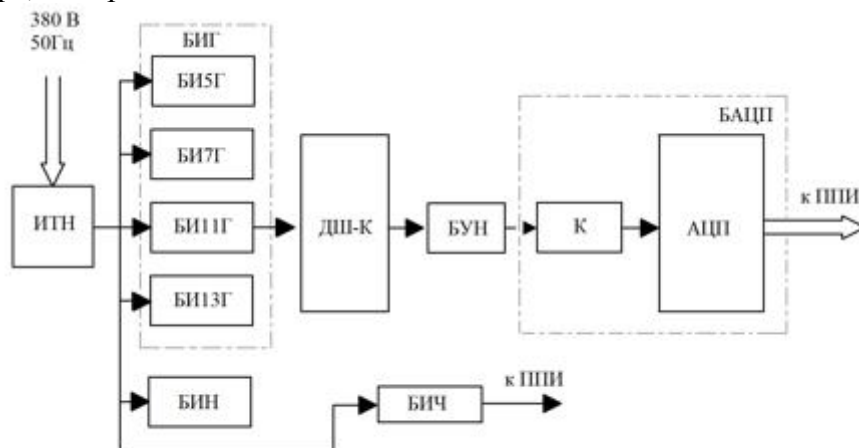 380 В
50Гц
БИГ
БИ5Г
БАЦП
БИ7Г
к ППИ
ИТН
БИ11Г
ДШ-К
БУН
К
АЦП
БИ13Г
к ППИ
БИН
БИЧ